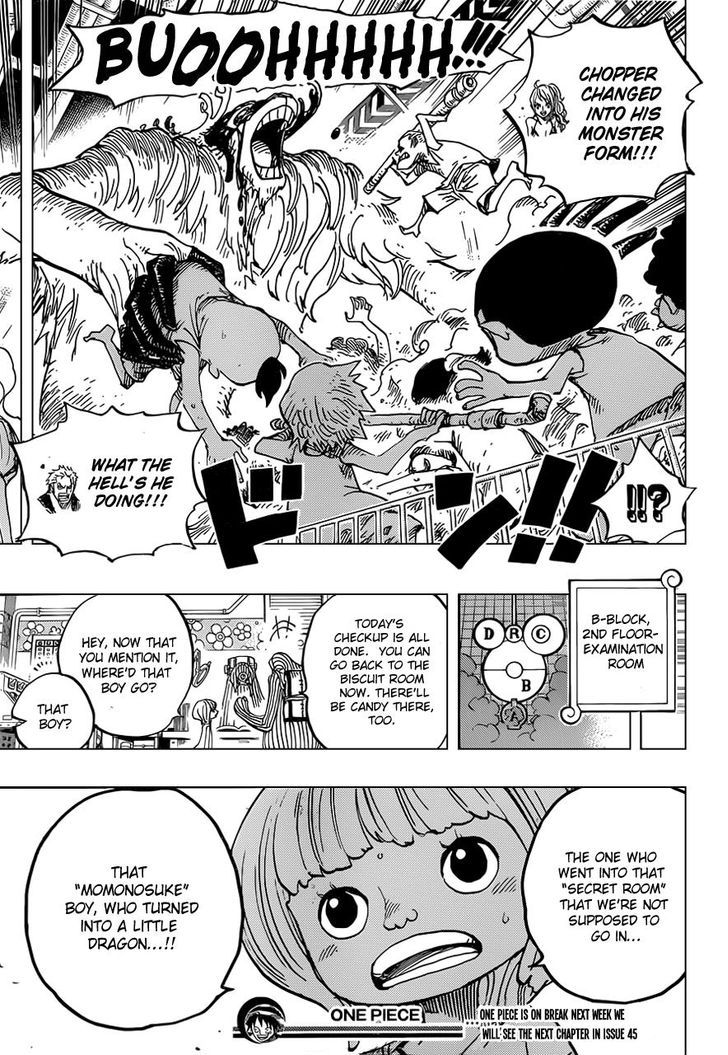 BUOOHHHHH!!!
CHOPPER
CHANGED
INTO HIS
MONSTER
FORM!!!
WHAT THE
HELL'S HE
DOING!!!
ドン!!
!!?
B-BLOCK,
2ND FLOOR-
EXAMINATION
ROOM
D R C
B
A
TODAY'S
CHECKUP IS ALL
DONE. YOU CAN
GO BACK TO THE
BISCUIT ROOM
NOW. THERE'LL
BE CANDY THERE,
TOO.
HEY, NOW THAT
YOU MENTION IT,
WHERE'D THAT
BOY GO?
THAT
BOY?
THE ONE WHO
WENT INTO THAT
"SECRET ROOM"
THAT WE'RE NOT
SUPPOSED TO
GO IN...
THAT
"MOMONOSUKE"
BOY, WHO TURNED
INTO A LITTLE
DRAGON...!!
ONE PIECE
...ONE PIECE IS ON BREAK NEXT WEEK WE
WILL SEE THE NEXT CHAPTER IN ISSUE 45